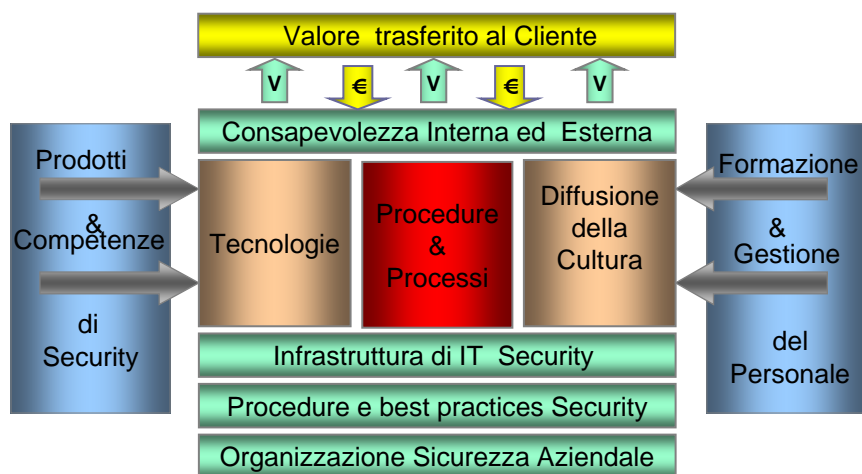 Valore trasferito al Cliente
V
€
V
€
V
Consapevolezza Interna ed Esterna
Prodotti
&
Competenze
di
Security
Tecnologie
Procedure
&
Processi
Diffusione
della
Cultura
Formazione
&
Gestione
del
Personale
Infrastruttura di IT Security
Procedure e best practices Security
Organizzazione Sicurezza Aziendale